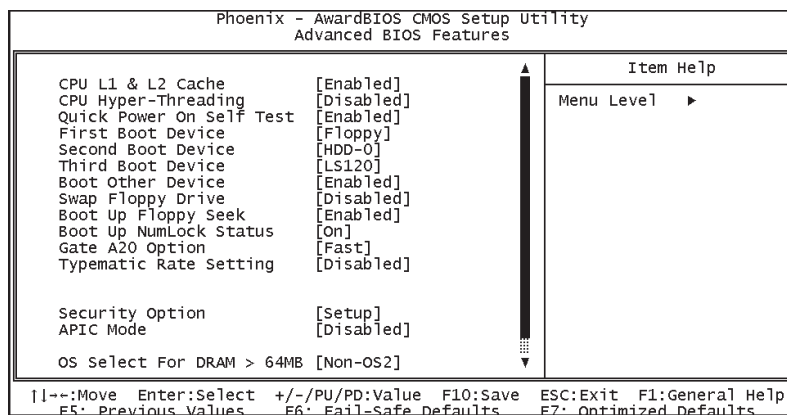 Phoenix - AwardBIOS CMOS Setup Utility
Advanced BIOS Features
CPU L1 & L2 Cache [Enabled]
CPU Hyper-Threading [Disabled]
Quick Power On Self Test [Enabled]
First Boot Device [Floppy]
Second Boot Device [HDD-0]
Third Boot Device [LS120]
Boot Other Device [Enabled]
Swap Floppy Drive [Disabled]
Boot Up Floppy Seek [Enabled]
Boot Up NumLock Status [On]
Gate A20 Option [Fast]
Typematic Rate Setting [Disabled]
Security Option [Setup]
APIC Mode [Disabled]
OS Select For DRAM > 64MB [Non-OS2]
Item Help
Menu Level ►
↑↓→←:Move Enter:Select +/-/PU/PD:Value F10:Save ESC:Exit F1:General Help
F5: Previous Values F6: Fail-Safe Defaults F7: Optimized Defaults